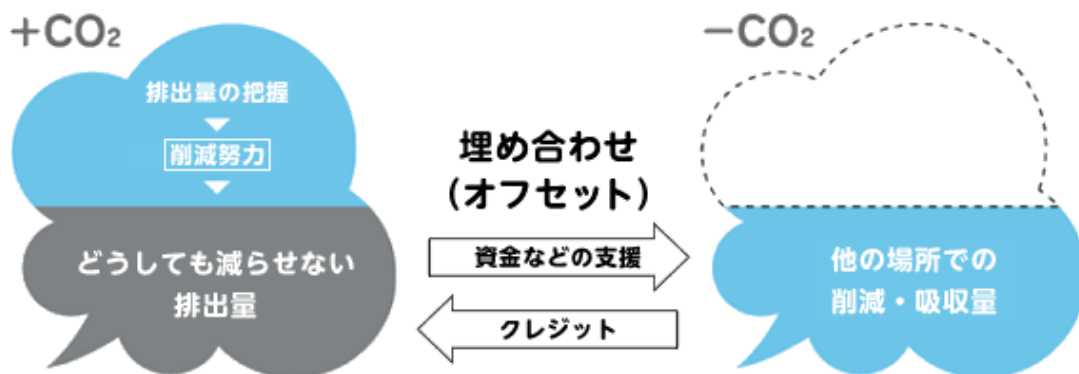 +CO₂
排出量の把握
削減努力
どうしても減らせない
排出量
埋め合わせ
(オフセット)
資金などの支援
クレジット
−CO₂
他の場所での
削減・吸収量